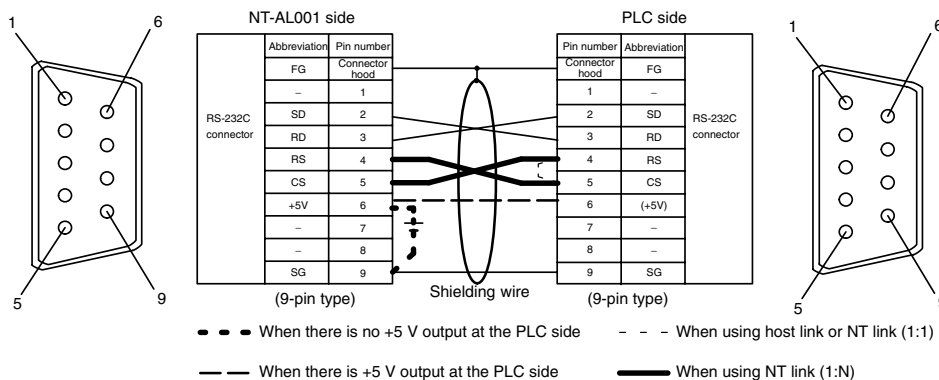 NT-AL001 side PLC side
1 6 1 6
Abbreviation Pin number Pin number Abbreviation
FG Connector hood Connector hood FG
– 1 1 –
SD 2 2 SD
RS-232C connector RS-232C connector
RD 3 3 RD
RS 4 4 RS
CS 5 5 CS
+5V 6 6 (+5V)
– 7 7 –
– 8 8 –
SG 9 9 SG
5 9 5 9
(9-pin type) Shielding wire (9-pin type)
When there is no +5 V output at the PLC side When using host link or NT link (1:1)
When there is +5 V output at the PLC side When using NT link (1:N)